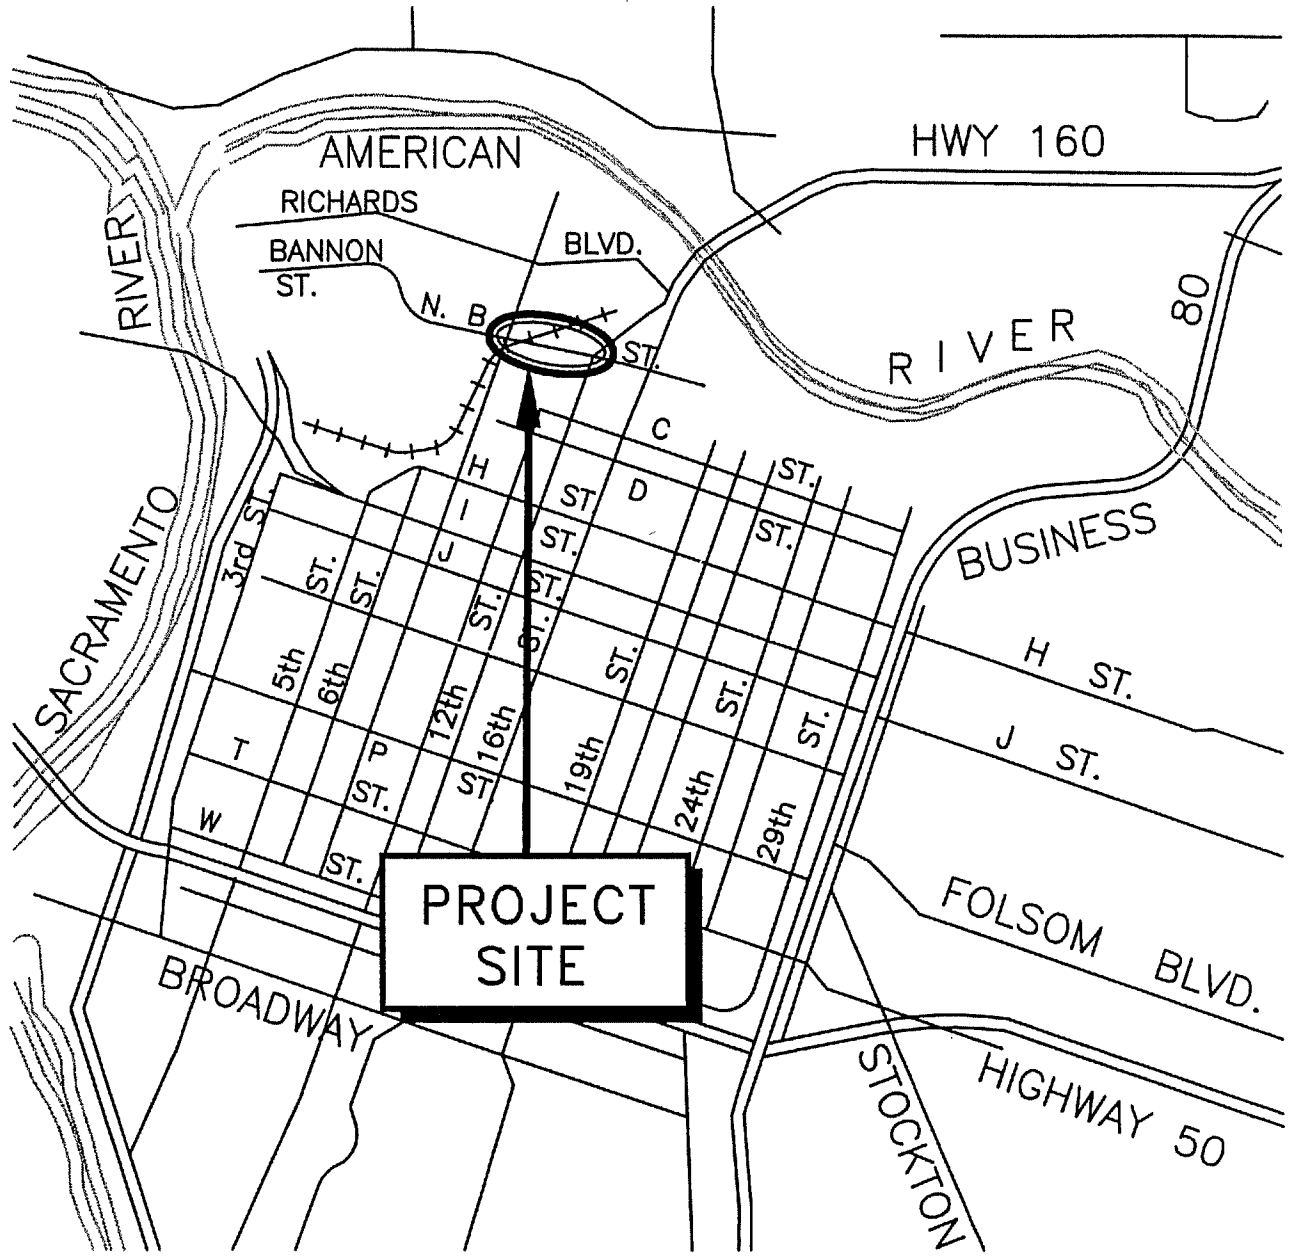 HWY 160
AMERICAN
RICHARDS
BLVD.
BANNON
ST.
RIVER
N. B
ST.
80
RIVER
C
ST.
D
ST.
H
ST
I
ST.
J
ST.
ST.
BUSINESS
SACRAMENTO
3rd St.
5th ST.
6th ST.
12th ST.
16th ST.
19th ST.
24th ST.
29th ST.
H ST.
J ST.
P
ST.
T
ST.
W
ST.
PROJECT
SITE
FOLSOM BLVD.
BROADWAY
STOCKTON
HIGHWAY 50